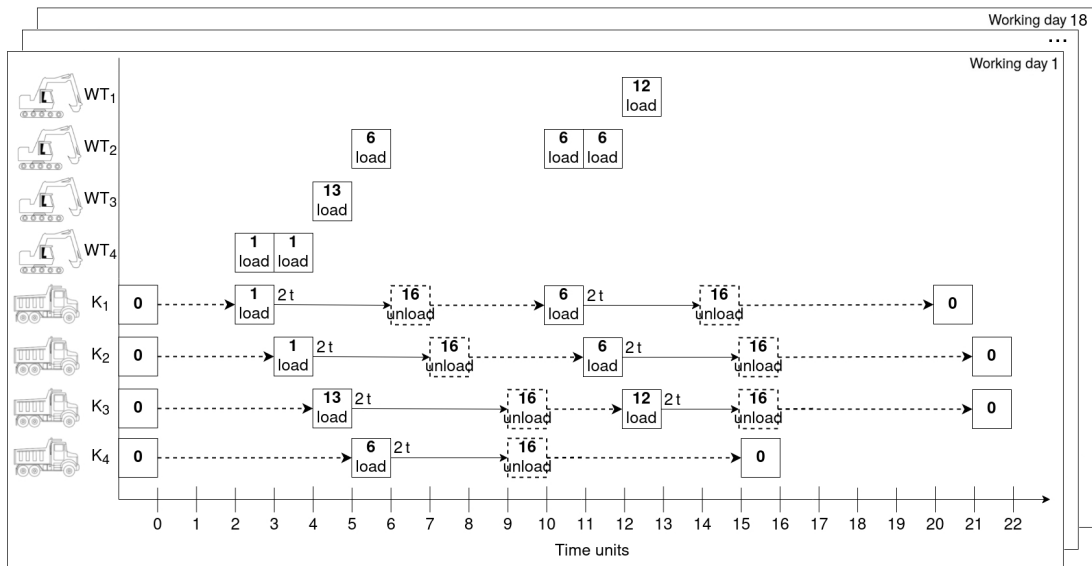 Working day 18
...
Working day 1
WT1 12
load
WT2 6 6 6
load load load
WT3 13
load
WT4 1 1
load load
K1 0 1 2 t 16 6 2 t 16 0
load unload load unload
K2 0 1 2 t 16 6 2 t 16 0
load unload load unload
K3 0 13 2 t 16 12 2 t 16 0
load unload load unload
K4 0 6 2 t 16 0
load unload
0 1 2 3 4 5 6 7 8 9 10 11 12 13 14 15 16 17 18 19 20 21 22
Time units